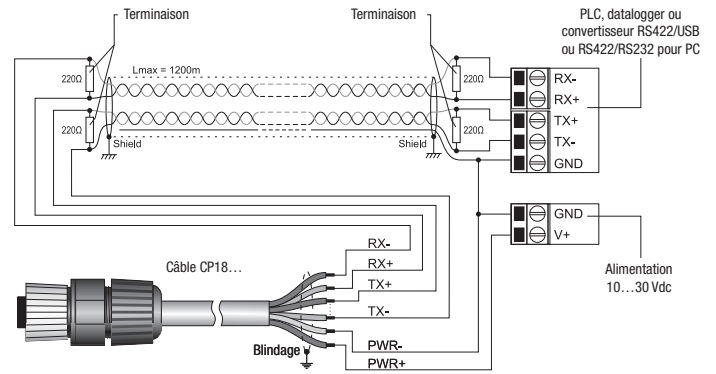 Terminaison
Terminaison
PLC, datalogger ou
convertisseur RS422/USB
ou RS422/RS232 pour PC
Lmax = 1200m
220Ω
220Ω
220Ω
220Ω
RX-
RX+
TX+
TX-
GND
Shield
Shield
GND
V+
Alimentation
10...30 Vdc
Câble CP18...
RX-
RX+
TX+
TX-
PWR-
PWR+
Blindage